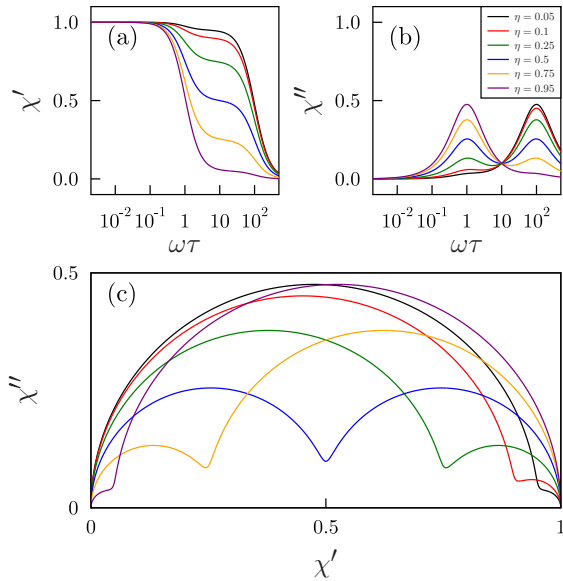 (a)
χ′
1.0
0.5
0.0
10⁻²
10⁻¹
1
10
10²
ωτ
(b)
χ″
1.0
0.5
0.0
10⁻²
10⁻¹
1
10
10²
ωτ
η = 0.05
η = 0.1
η = 0.25
η = 0.5
η = 0.75
η = 0.95
(c)
χ″
0.5
0
0
0.5
1
χ′